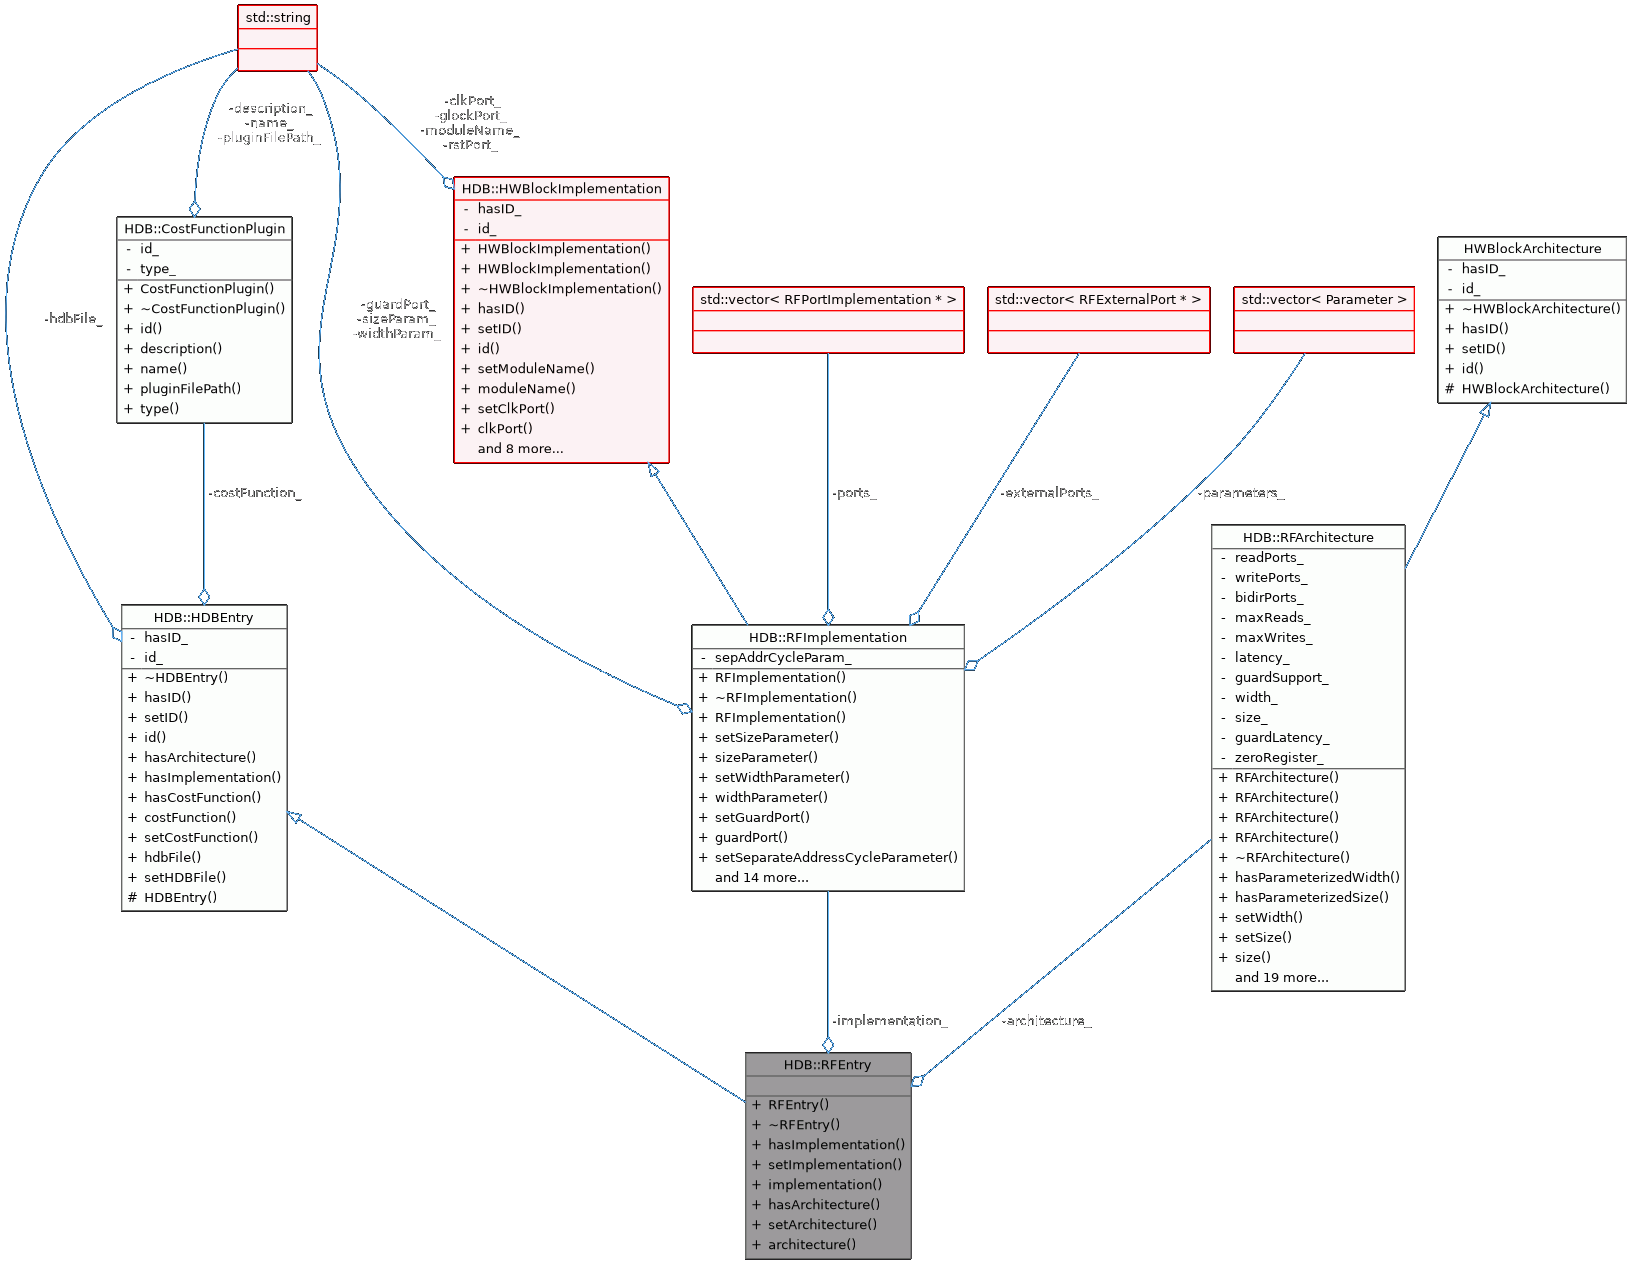 std::string
-description_
-name_
-pluginFilePath_
-clkPort_
-glockPort_
-moduleName_
-rstPort_
HDB::HWBlockImplementation
- hasID_
- id_
+ HWBlockImplementation()
+ HWBlockImplementation()
+ ~HWBlockImplementation()
+ hasID()
+ setID()
+ id()
+ setModuleName()
+ moduleName()
+ setClkPort()
+ clkPort()
and 8 more...
HDB::CostFunctionPlugin
- id_
- type_
+ CostFunctionPlugin()
+ ~CostFunctionPlugin()
+ id()
+ description()
+ name()
+ pluginFilePath()
+ type()
HWBlockArchitecture
- hasID_
- id_
+ ~HWBlockArchitecture()
+ hasID()
+ setID()
+ id()
# HWBlockArchitecture()
std::vector< RFPortImplementation * >
std::vector< RFExternalPort * >
std::vector< Parameter >
-hdbFile_
-guardPort_
-sizeParam_
-widthParam_
-costFunction_
-ports_
-externalPorts_
-parameters_
HDB::RFArchitecture
- readPorts_
- writePorts_
- bidirPorts_
- maxReads_
- maxWrites_
- latency_
- guardSupport_
- width_
- size_
- guardLatency_
- zeroRegister_
+ RFArchitecture()
+ RFArchitecture()
+ RFArchitecture()
+ RFArchitecture()
+ ~RFArchitecture()
+ hasParameterizedWidth()
+ hasParameterizedSize()
+ setWidth()
+ setSize()
+ size()
and 19 more...
HDB::HDBEntry
- hasID_
- id_
+ ~HDBEntry()
+ hasID()
+ setID()
+ id()
+ hasArchitecture()
+ hasImplementation()
+ hasCostFunction()
+ costFunction()
+ setCostFunction()
+ hdbFile()
+ setHDBFile()
# HDBEntry()
HDB::RFImplementation
- sepAddrCycleParam_
+ RFImplementation()
+ ~RFImplementation()
+ RFImplementation()
+ setSizeParameter()
+ sizeParameter()
+ setWidthParameter()
+ widthParameter()
+ setGuardPort()
+ guardPort()
+ setSeparateAddressCycleParameter()
and 14 more...
-implementation_
-architecture_
HDB::RFEntry
+ RFEntry()
+ ~RFEntry()
+ hasImplementation()
+ setImplementation()
+ implementation()
+ hasArchitecture()
+ setArchitecture()
+ architecture()